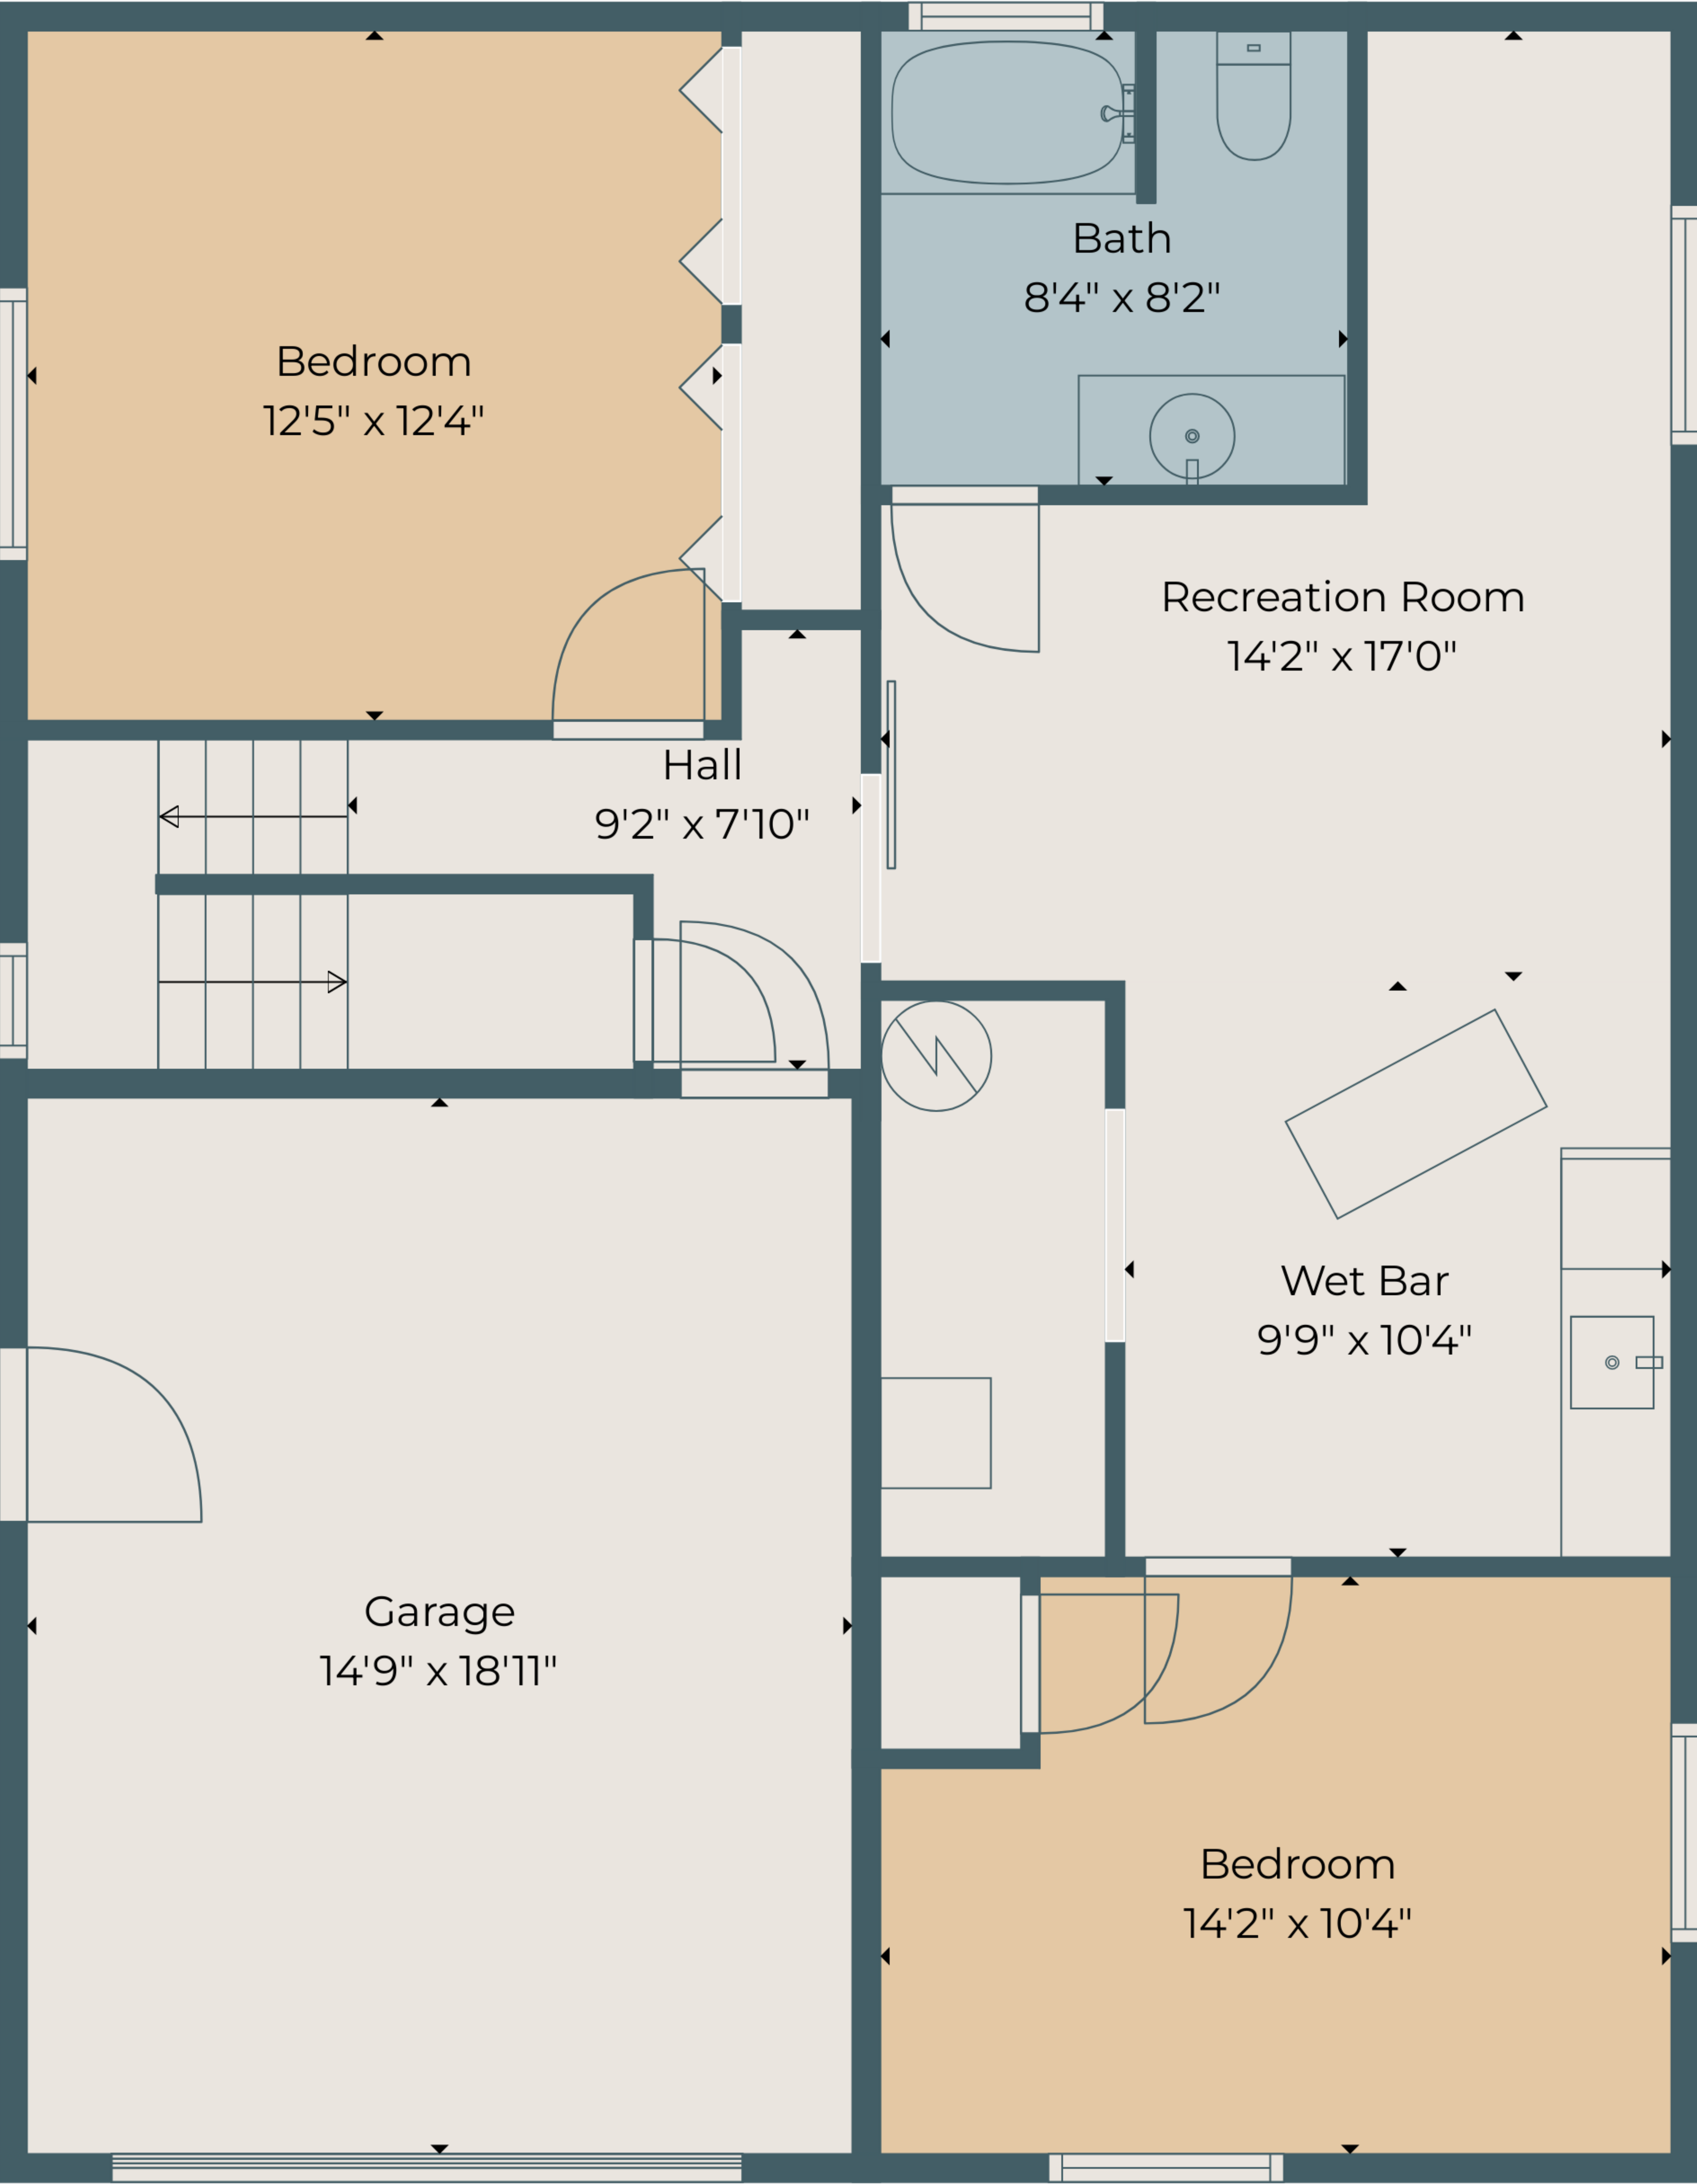 Bath
8'4" x 8'2"
Bedroom
12'5" x 12'4"
Recreation Room
14'2" x 17'0"
Hall
9'2" x 7'10"
Wet Bar
9'9" x 10'4"
Garage
14'9" x 18'11"
Bedroom
14'2" x 10'4"